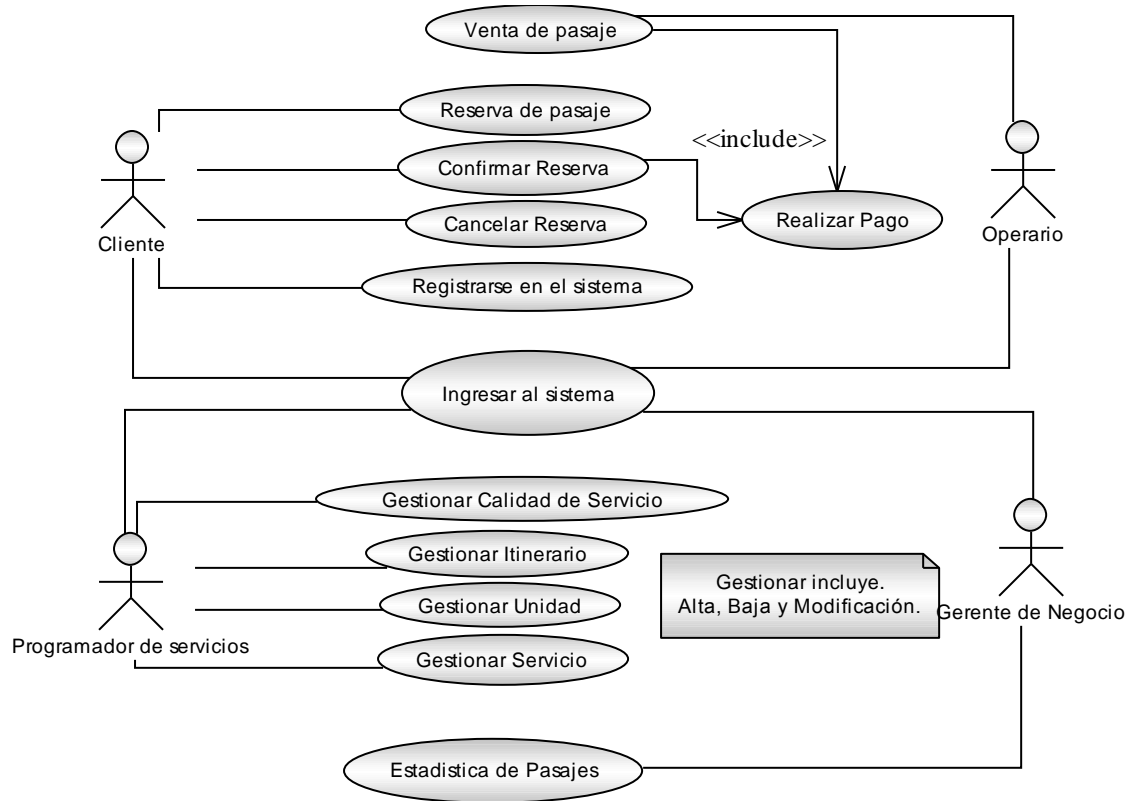 Venta de pasaje
Reserva de pasaje
<<include>>
Confirmar Reserva
Realizar Pago
Cancelar Reserva
Cliente
Operario
Registrarse en el sistema
Ingresar al sistema
Gestionar Calidad de Servicio
Gestionar Itinerario
Gestionar incluye.
Alta, Baja y Modificación.
Gestionar Unidad
Gerente de Negocio
Programador de servicios
Gestionar Servicio
Estadistica de Pasajes